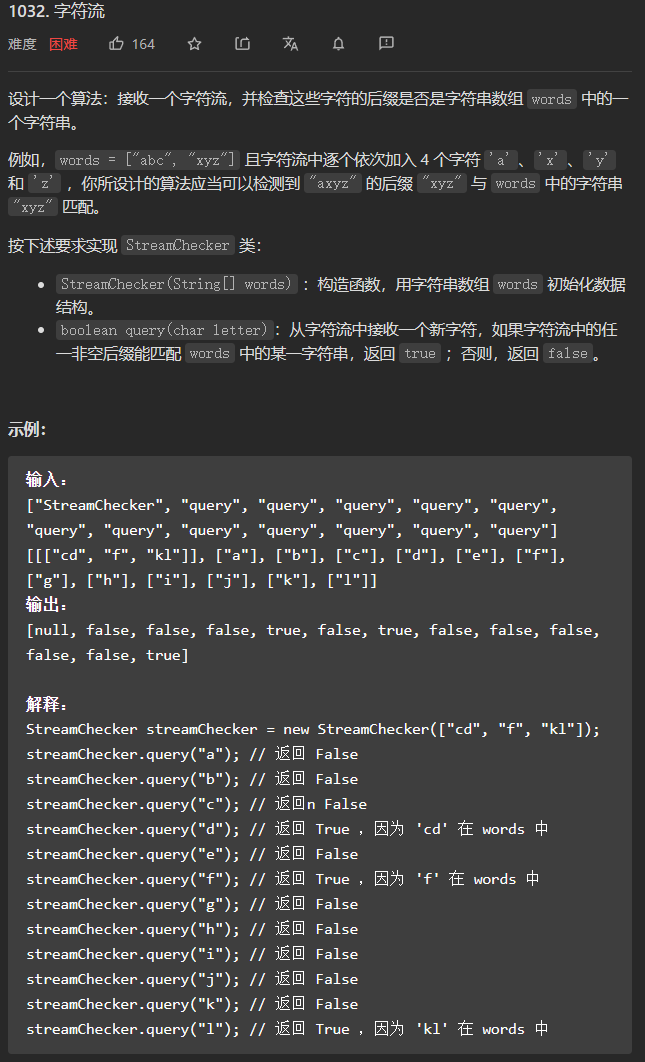 1032. 字符流
难度 困难 164
设计一个算法：接收一个字符流，并检查这些字符的后缀是否是字符串数组 words 中的一
个字符串。
例如，words = ["abc", "xyz"] 且字符流中逐个依次加入 4 个字符 'a'、'x'、'y'
和 'z' ，你所设计的算法应当可以检测到 "axyz" 的后缀 "xyz" 与 words 中的字符串
"xyz" 匹配。
按下述要求实现 StreamChecker 类：
• StreamChecker(String[] words) ：构造函数，用字符串数组 words 初始化数据
结构。
• boolean query(char letter)：从字符流中接收一个新字符，如果字符流中的任
一非空后缀能匹配 words 中的某一字符串，返回 true ；否则，返回 false。
示例：
输入：
["StreamChecker", "query", "query", "query", "query", "query",
"query", "query", "query", "query", "query", "query", "query"]
[[["cd", "f", "kl"]], ["a"], ["b"], ["c"], ["d"], ["e"], ["f"],
["g"], ["h"], ["i"], ["j"], ["k"], ["l"]]
输出：
[null, false, false, false, true, false, true, false, false, false,
false, false, true]
解释：
StreamChecker streamChecker = new StreamChecker(["cd", "f", "kl"]);
streamChecker.query("a"); // 返回 False
streamChecker.query("b"); // 返回 False
streamChecker.query("c"); // 返回n False
streamChecker.query("d"); // 返回 True ，因为 'cd' 在 words 中
streamChecker.query("e"); // 返回 False
streamChecker.query("f"); // 返回 True ，因为 'f' 在 words 中
streamChecker.query("g"); // 返回 False
streamChecker.query("h"); // 返回 False
streamChecker.query("i"); // 返回 False
streamChecker.query("j"); // 返回 False
streamChecker.query("k"); // 返回 False
streamChecker.query("l"); // 返回 True ，因为 'kl' 在 words 中